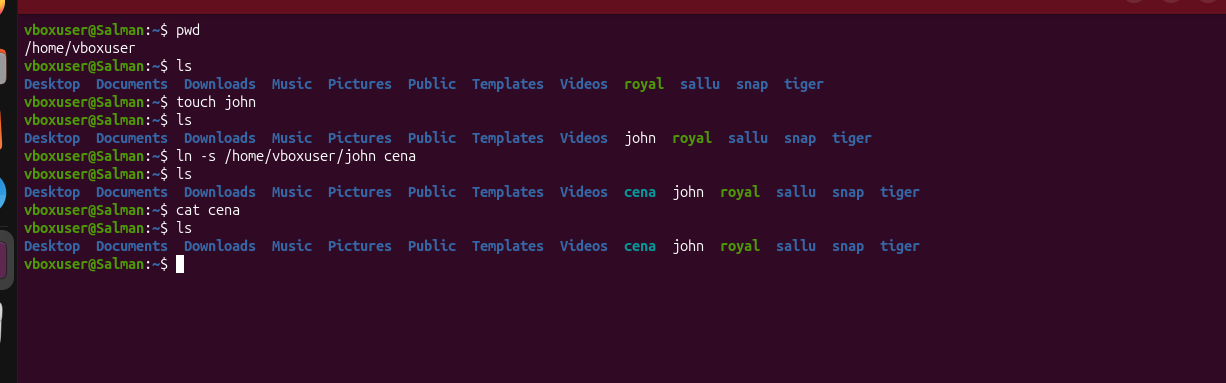 vboxuser@Salman:~$ pwd
/home/vboxuser
vboxuser@Salman:~$ ls
Desktop  Documents  Downloads  Music  Pictures  Public  Templates  Videos  royal  sallu  snap  tiger
vboxuser@Salman:~$ touch john
vboxuser@Salman:~$ ls
Desktop  Documents  Downloads  Music  Pictures  Public  Templates  Videos  john  royal  sallu  snap  tiger
vboxuser@Salman:~$ ln -s /home/vboxuser/john cena
vboxuser@Salman:~$ ls
Desktop  Documents  Downloads  Music  Pictures  Public  Templates  Videos  cena  john  royal  sallu  snap  tiger
vboxuser@Salman:~$ cat cena
vboxuser@Salman:~$ ls
Desktop  Documents  Downloads  Music  Pictures  Public  Templates  Videos  cena  john  royal  sallu  snap  tiger
vboxuser@Salman:~$